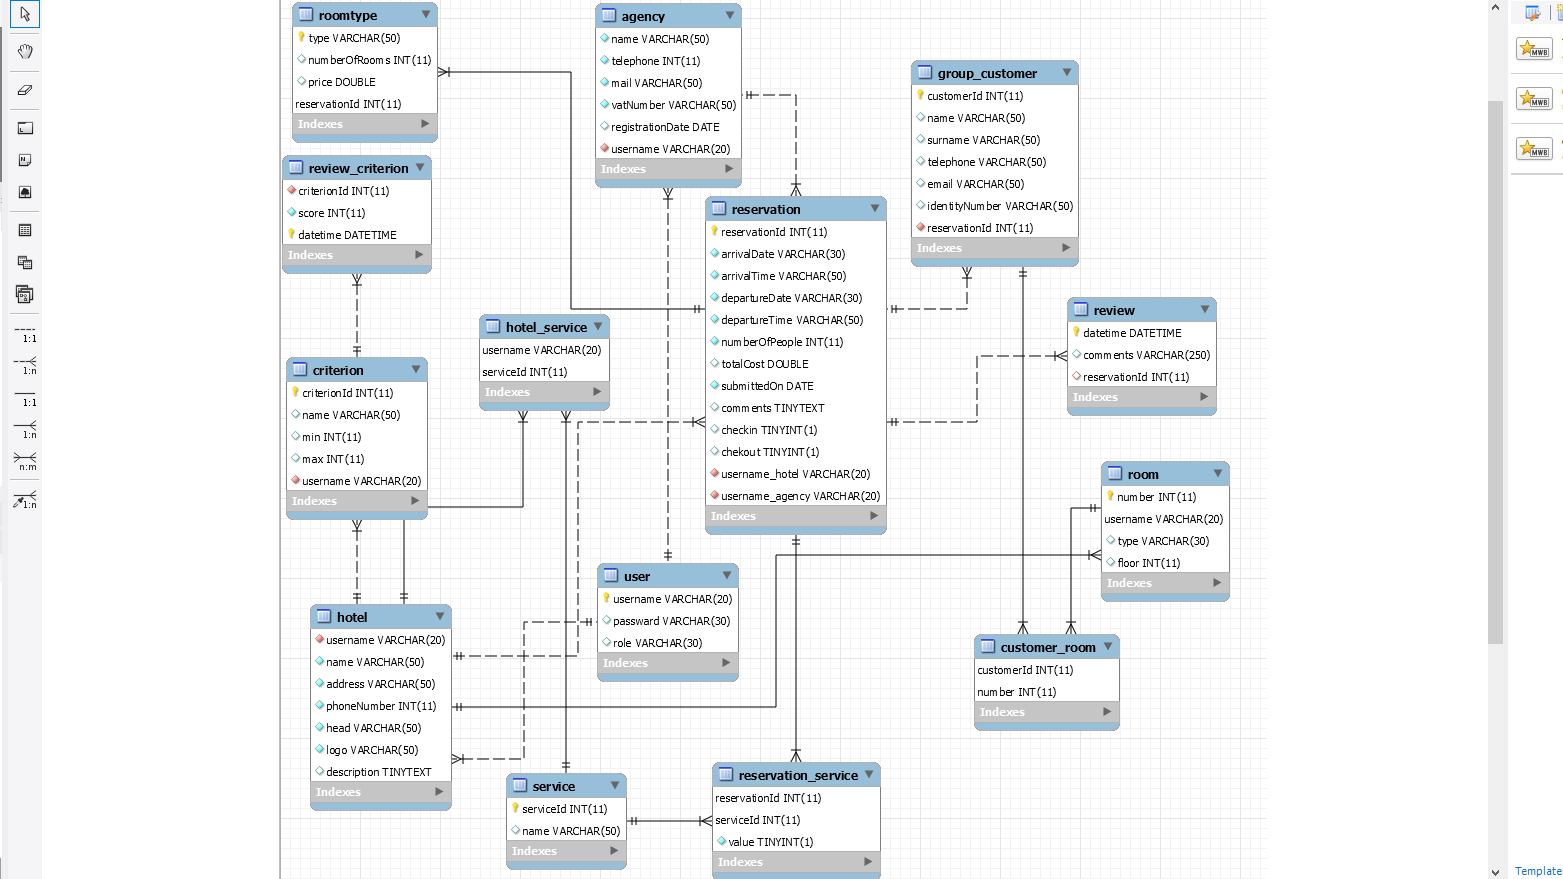 roomtype
type VARCHAR(50)
numberOfRooms INT(11)
price DOUBLE
reservationId INT(11)
Indexes
review_criterion
criterionId INT(11)
score INT(11)
datetime DATETIME
Indexes
criterion
criterionId INT(11)
name VARCHAR(50)
min INT(11)
max INT(11)
username VARCHAR(20)
Indexes
hotel
username VARCHAR(20)
name VARCHAR(50)
address VARCHAR(50)
phoneNumber INT(11)
head VARCHAR(50)
logo VARCHAR(50)
description TINYTEXT
Indexes
hotel_service
username VARCHAR(20)
serviceId INT(11)
Indexes
service
serviceId INT(11)
name VARCHAR(50)
Indexes
agency
name VARCHAR(50)
telephone INT(11)
mail VARCHAR(50)
vatNumber VARCHAR(50)
registrationDate DATE
username VARCHAR(20)
Indexes
user
username VARCHAR(20)
passward VARCHAR(30)
role VARCHAR(30)
Indexes
reservation
reservationId INT(11)
arrivalDate VARCHAR(30)
arrivalTime VARCHAR(50)
departureDate VARCHAR(30)
departureTime VARCHAR(50)
numberOfPeople INT(11)
totalCost DOUBLE
submittedOn DATE
comments TINYTEXT
checkin TINYINT(1)
chekout TINYINT(1)
username_hotel VARCHAR(20)
username_agency VARCHAR(20)
Indexes
reservation_service
reservationId INT(11)
serviceId INT(11)
value TINYINT(1)
Indexes
group_customer
customerId INT(11)
name VARCHAR(50)
surname VARCHAR(50)
telephone VARCHAR(50)
email VARCHAR(50)
identityNumber VARCHAR(50)
reservationId INT(11)
Indexes
review
datetime DATETIME
comments VARCHAR(250)
reservationId INT(11)
Indexes
room
number INT(11)
username VARCHAR(20)
type VARCHAR(30)
floor INT(11)
Indexes
customer_room
customerId INT(11)
number INT(11)
Indexes
1:1
1:n
1:1
1:n
n:m
1:n
MWB
MWB
MWB
Template